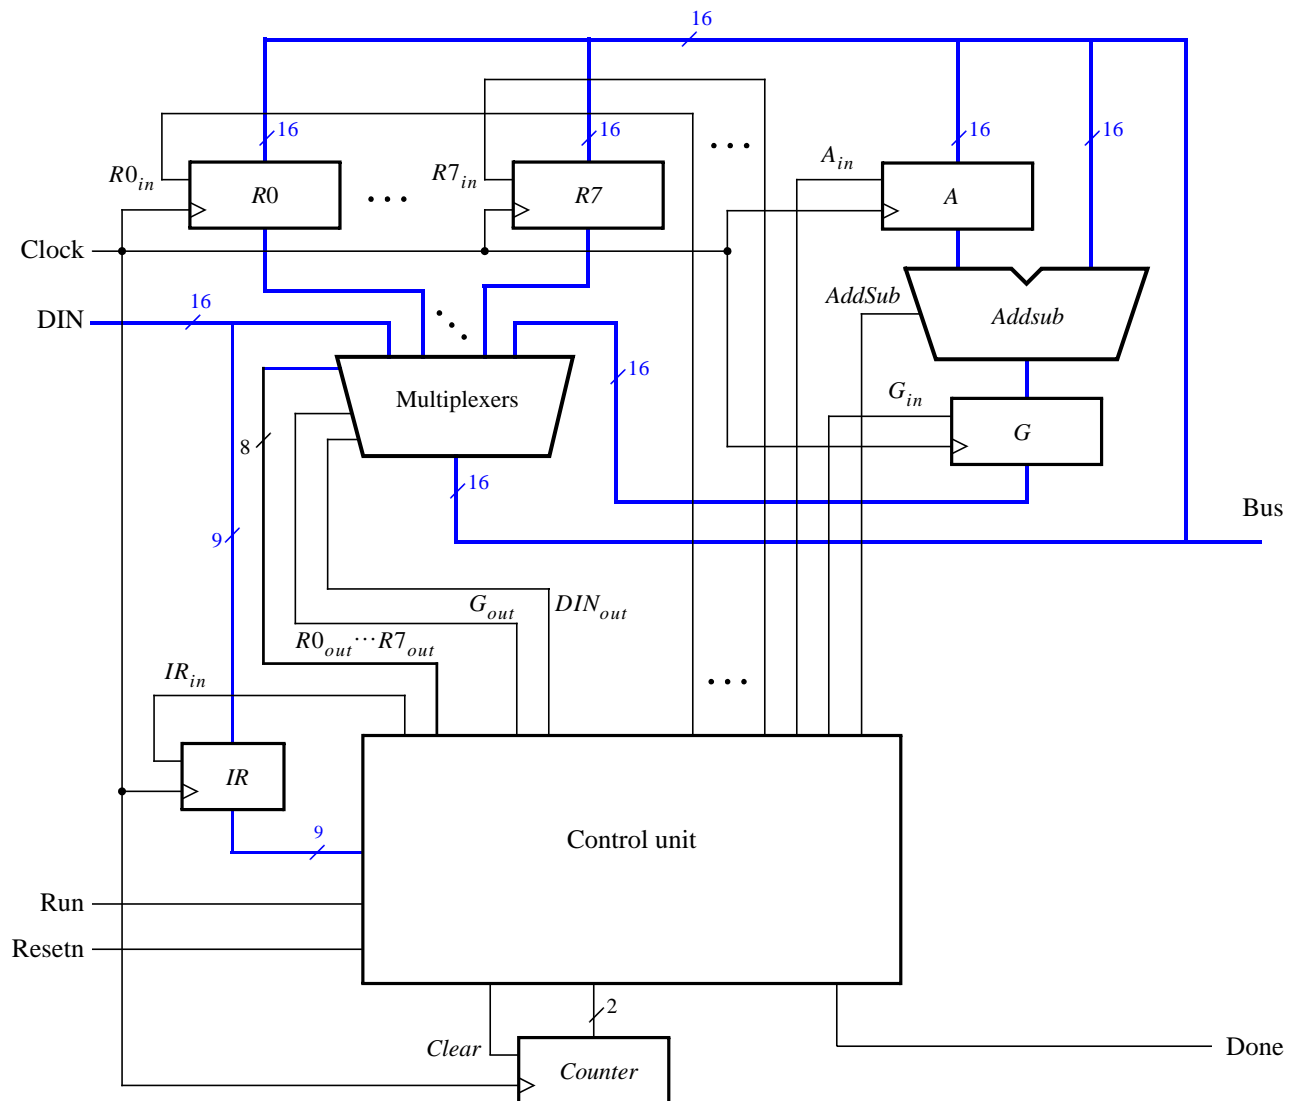 16
16
16
16
16
R0in
R7in
Ain
R0
R7
A
Clock
DIN
16
AddSub
Addsub
Multiplexers
16
Gin
G
8
16
Bus
9
Gout
DINout
R0out⋯R7out
IRin
IR
Control unit
9
Run
Resetn
2
Clear
Counter
Done